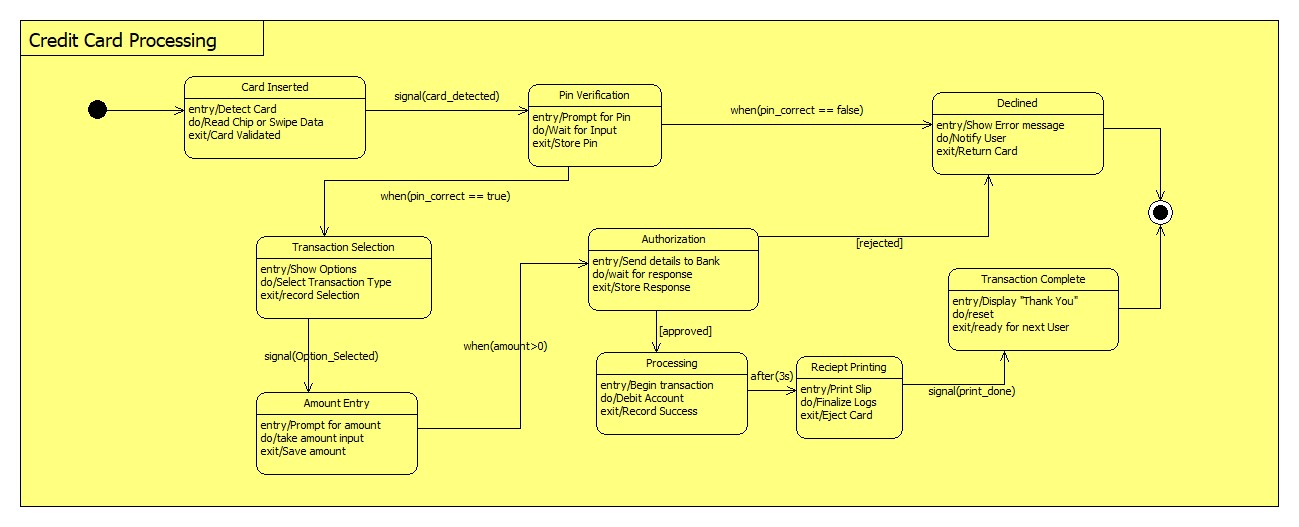 Credit Card Processing
Card Inserted
entry/Detect Card
do/Read Chip or Swipe Data
exit/Card Validated
signal(card_detected)
Pin Verification
entry/Prompt for Pin
do/Wait for Input
exit/Store Pin
when(pin_correct == false)
Declined
entry/Show Error message
do/Notify User
exit/Return Card
when(pin_correct == true)
Transaction Selection
entry/Show Options
do/Select Transaction Type
exit/record Selection
signal(Option_Selected)
Amount Entry
entry/Prompt for amount
do/take amount input
exit/Save amount
when(amount>0)
Authorization
entry/Send details to Bank
do/wait for response
exit/Store Response
[rejected]
[approved]
Processing
entry/Begin transaction
do/Debit Account
exit/Record Success
after(3s)
Reciept Printing
entry/Print Slip
do/Finalize Logs
exit/Eject Card
signal(print_done)
Transaction Complete
entry/Display "Thank You"
do/reset
exit/ready for next User